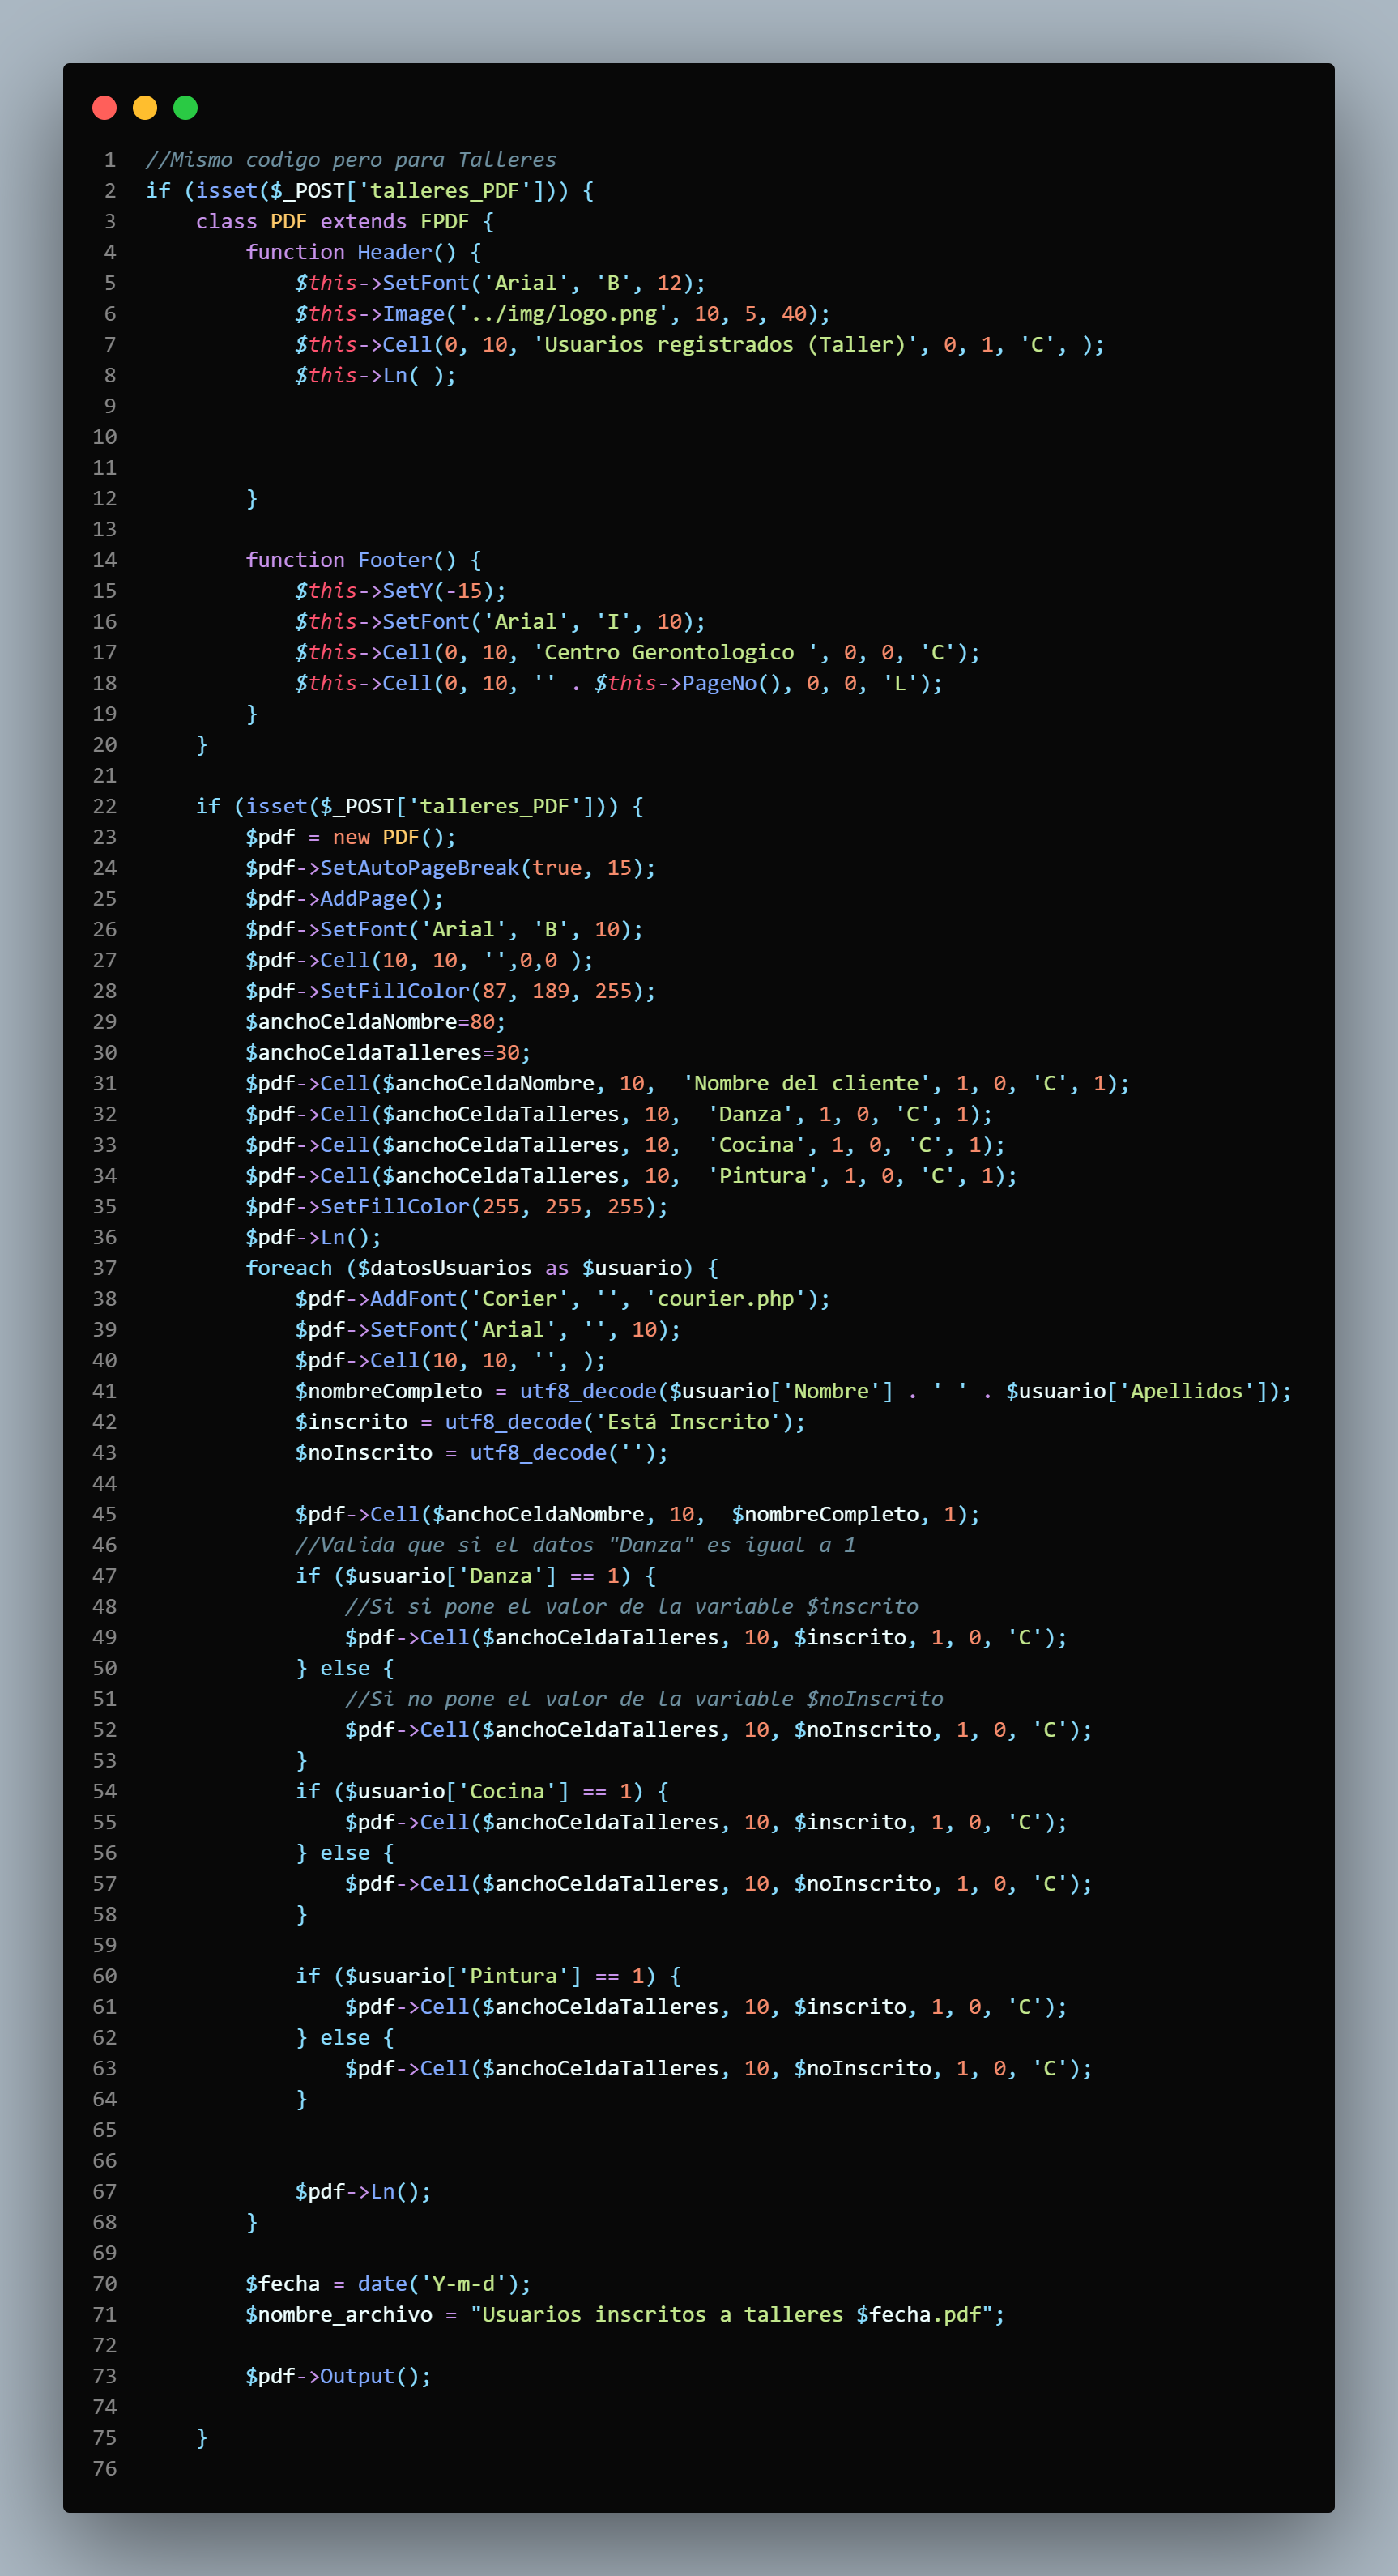 1 //Mismo codigo pero para Talleres
2 if (isset($_POST['talleres_PDF'])) {
3     class PDF extends FPDF {
4         function Header() {
5             $this->SetFont('Arial', 'B', 12);
6             $this->Image('../img/logo.png', 10, 5, 40);
7             $this->Cell(0, 10, 'Usuarios registrados (Taller)', 0, 1, 'C', );
8             $this->Ln( );
9
10
11
12         }
13
14         function Footer() {
15             $this->SetY(-15);
16             $this->SetFont('Arial', 'I', 10);
17             $this->Cell(0, 10, 'Centro Gerontologico ', 0, 0, 'C');
18             $this->Cell(0, 10, '' . $this->PageNo(), 0, 0, 'L');
19         }
20     }
21
22     if (isset($_POST['talleres_PDF'])) {
23         $pdf = new PDF();
24         $pdf->SetAutoPageBreak(true, 15);
25         $pdf->AddPage();
26         $pdf->SetFont('Arial', 'B', 10);
27         $pdf->Cell(10, 10, '',0,0 );
28         $pdf->SetFillColor(87, 189, 255);
29         $anchoCeldaNombre=80;
30         $anchoCeldaTalleres=30;
31         $pdf->Cell($anchoCeldaNombre, 10,  'Nombre del cliente', 1, 0, 'C', 1);
32         $pdf->Cell($anchoCeldaTalleres, 10,  'Danza', 1, 0, 'C', 1);
33         $pdf->Cell($anchoCeldaTalleres, 10,  'Cocina', 1, 0, 'C', 1);
34         $pdf->Cell($anchoCeldaTalleres, 10,  'Pintura', 1, 0, 'C', 1);
35         $pdf->SetFillColor(255, 255, 255);
36         $pdf->Ln();
37         foreach ($datosUsuarios as $usuario) {
38             $pdf->AddFont('Corier', '', 'courier.php');
39             $pdf->SetFont('Arial', '', 10);
40             $pdf->Cell(10, 10, '', );
41             $nombreCompleto = utf8_decode($usuario['Nombre'] . ' ' . $usuario['Apellidos']);
42             $inscrito = utf8_decode('Está Inscrito');
43             $noInscrito = utf8_decode('');
44
45             $pdf->Cell($anchoCeldaNombre, 10,  $nombreCompleto, 1);
46             //Valida que si el datos "Danza" es igual a 1
47             if ($usuario['Danza'] == 1) {
48                 //Si si pone el valor de la variable $inscrito
49                 $pdf->Cell($anchoCeldaTalleres, 10, $inscrito, 1, 0, 'C');
50             } else {
51                 //Si no pone el valor de la variable $noInscrito
52                 $pdf->Cell($anchoCeldaTalleres, 10, $noInscrito, 1, 0, 'C');
53             }
54             if ($usuario['Cocina'] == 1) {
55                 $pdf->Cell($anchoCeldaTalleres, 10, $inscrito, 1, 0, 'C');
56             } else {
57                 $pdf->Cell($anchoCeldaTalleres, 10, $noInscrito, 1, 0, 'C');
58             }
59
60             if ($usuario['Pintura'] == 1) {
61                 $pdf->Cell($anchoCeldaTalleres, 10, $inscrito, 1, 0, 'C');
62             } else {
63                 $pdf->Cell($anchoCeldaTalleres, 10, $noInscrito, 1, 0, 'C');
64             }
65
66
67             $pdf->Ln();
68         }
69
70         $fecha = date('Y-m-d');
71         $nombre_archivo = "Usuarios inscritos a talleres $fecha.pdf";
72
73         $pdf->Output();
74
75     }
76